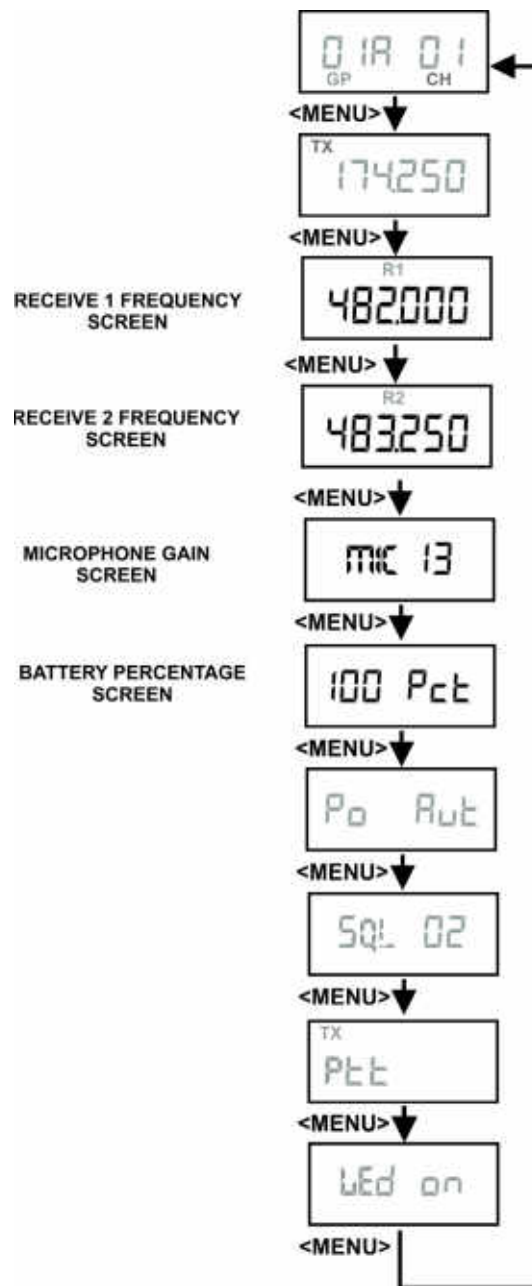 01A 01
GP CH
<MENU>
TX
174.250
<MENU>
R1
RECEIVE 1 FREQUENCY
SCREEN
482.000
<MENU>
R2
RECEIVE 2 FREQUENCY
SCREEN
483.250
<MENU>
MICROPHONE GAIN
SCREEN
MIC 13
<MENU>
BATTERY PERCENTAGE
SCREEN
100 Pct
<MENU>
Po Aut
<MENU>
SQL 02
<MENU>
TX
Ptt
<MENU>
LEd on
<MENU>